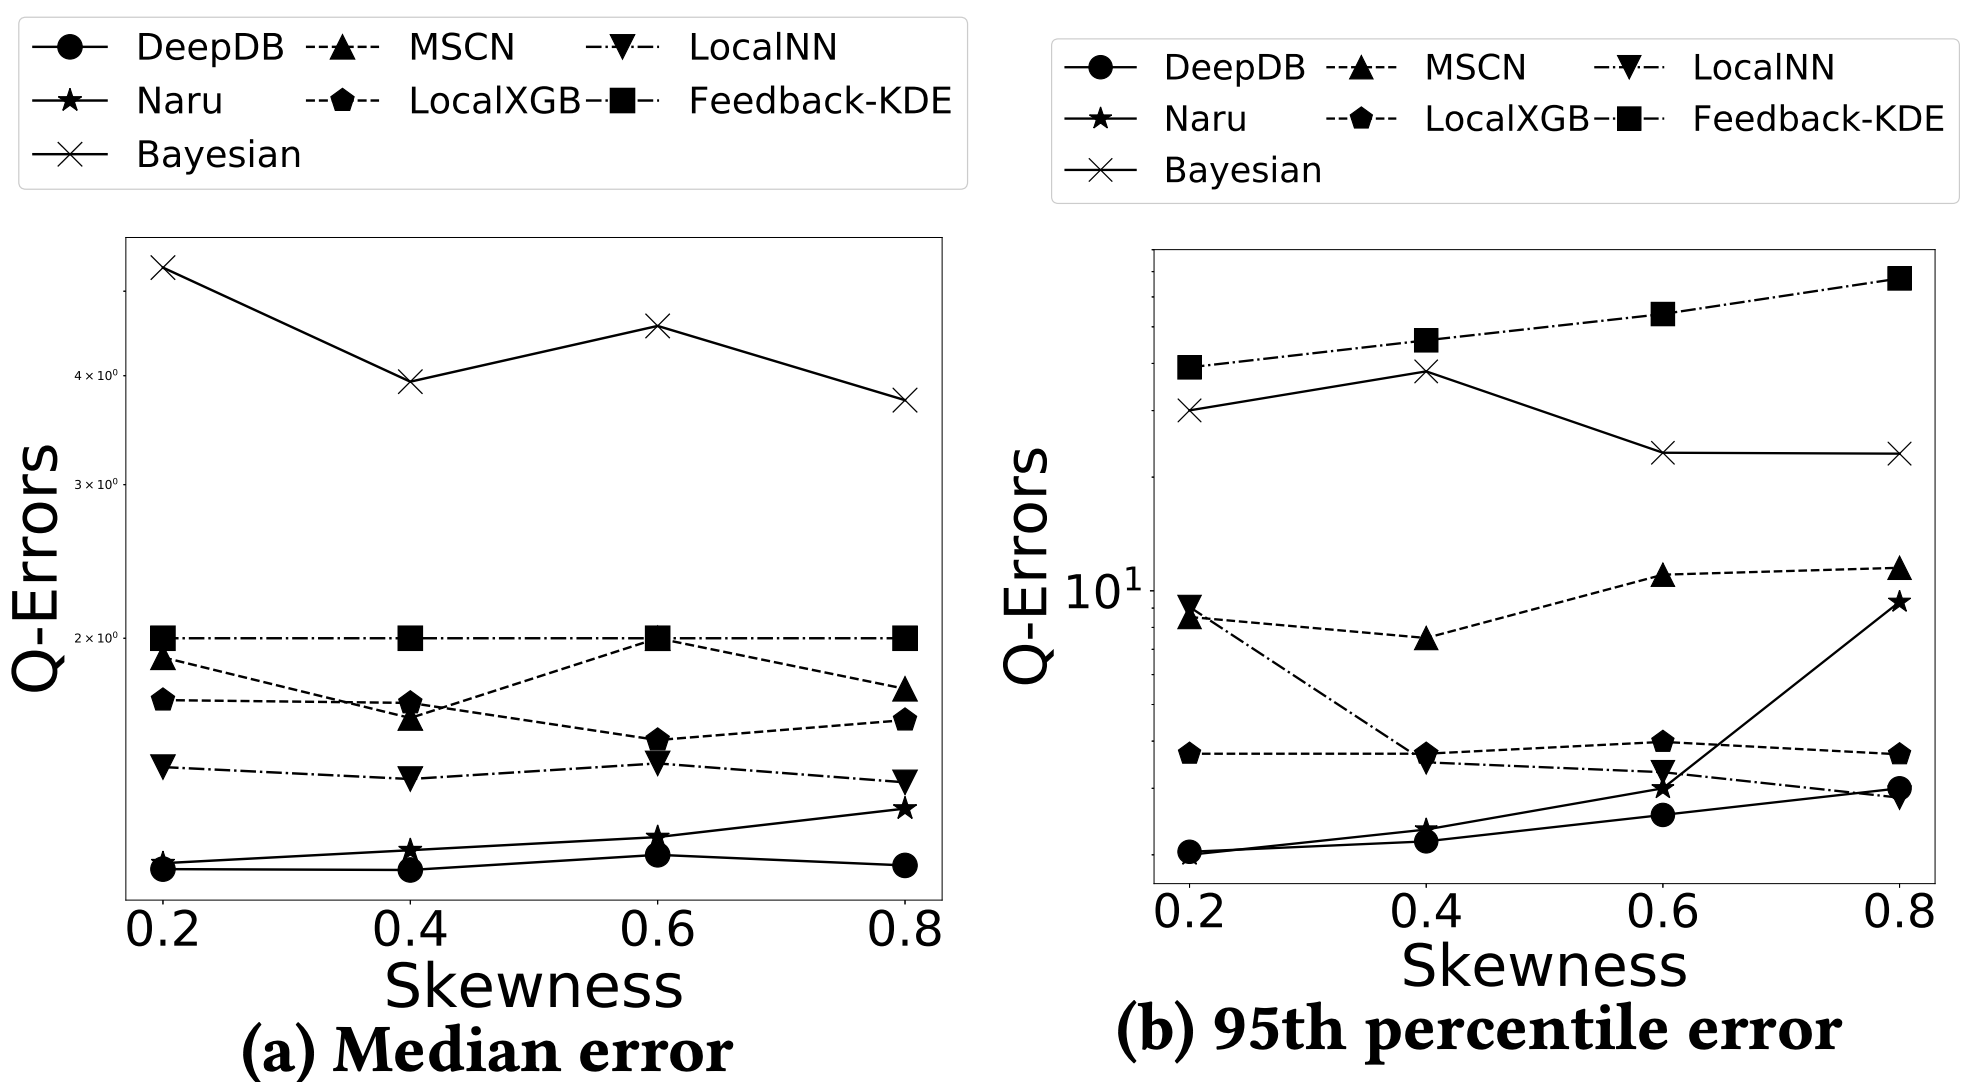 DeepDB MSCN LocalNN
Naru LocalXGB Feedback-KDE
Bayesian
4 × 10⁰
3 × 10⁰
2 × 10⁰
Q-Errors
0.2 0.4 0.6 0.8
Skewness
(a) Median error
DeepDB MSCN LocalNN
Naru LocalXGB Feedback-KDE
Bayesian
10¹
Q-Errors
0.2 0.4 0.6 0.8
Skewness
(b) 95th percentile error